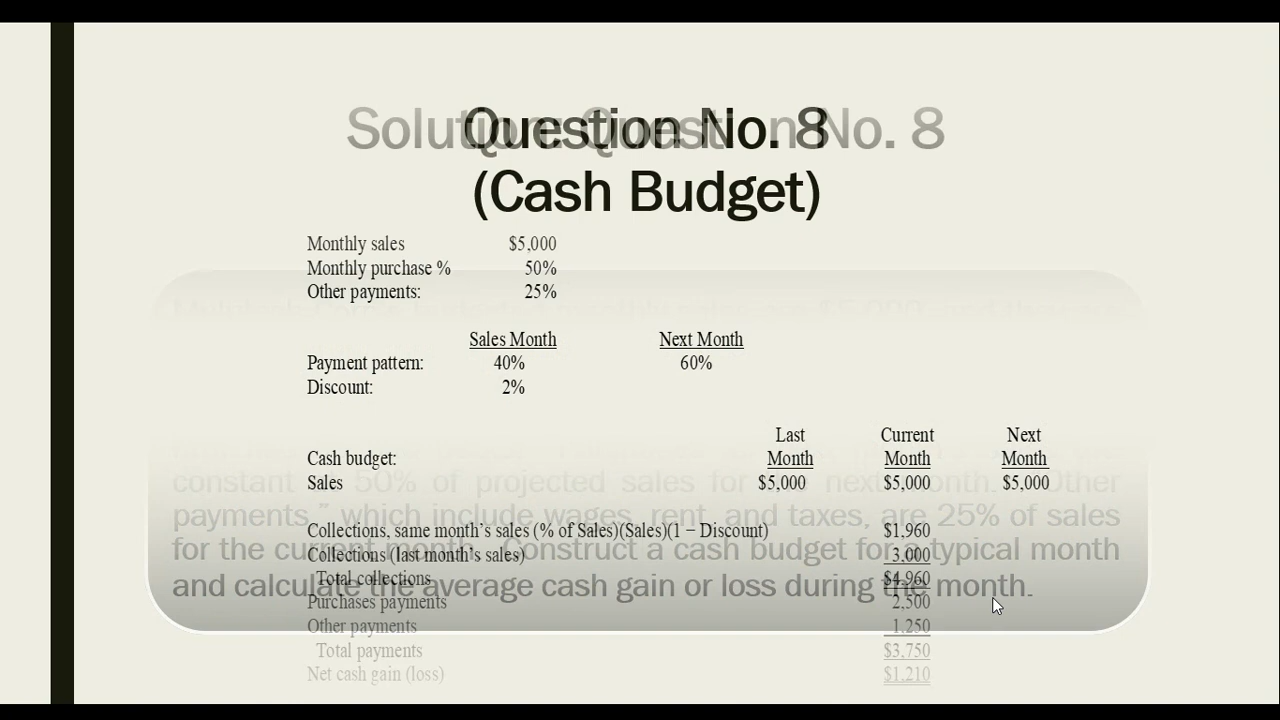 Solution: Question No. 8
Question No. 8
(Cash Budget)
Monthly sales $5,000
Monthly purchase % 50%
Other payments: 25%
Sales Month Next Month
Payment pattern: 40% 60%
Discount: 2%
Last Current Next
Cash budget: Month Month Month
Sales $5,000 $5,000 $5,000
constant at 50% of projected sales for the next month. "Other
payments," which include wages, rent, and taxes, are 25% of sales
Collections, same month's sales (% of Sales)(Sales)(1 − Discount) $1,960
for the current month. Construct a cash budget for a typical month
Collections (last month's sales) 3,000
Total collections $4,960
and calculate the average cash gain or loss during the month.
Purchases payments 2,500
Other payments 1,250
Total payments $3,750
Net cash gain (loss) $1,210